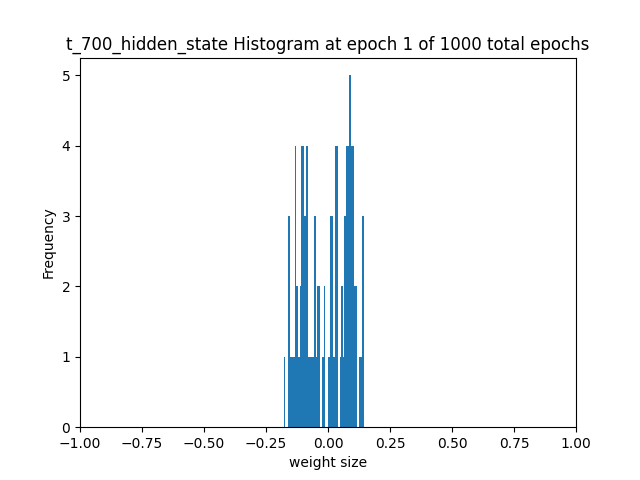 t_700_hidden_state Histogram at epoch 1 of 1000 total epochs
5
4
3
2
1
0
Frequency
−1.00 −0.75 −0.50 −0.25 0.00 0.25 0.50 0.75 1.00
weight size